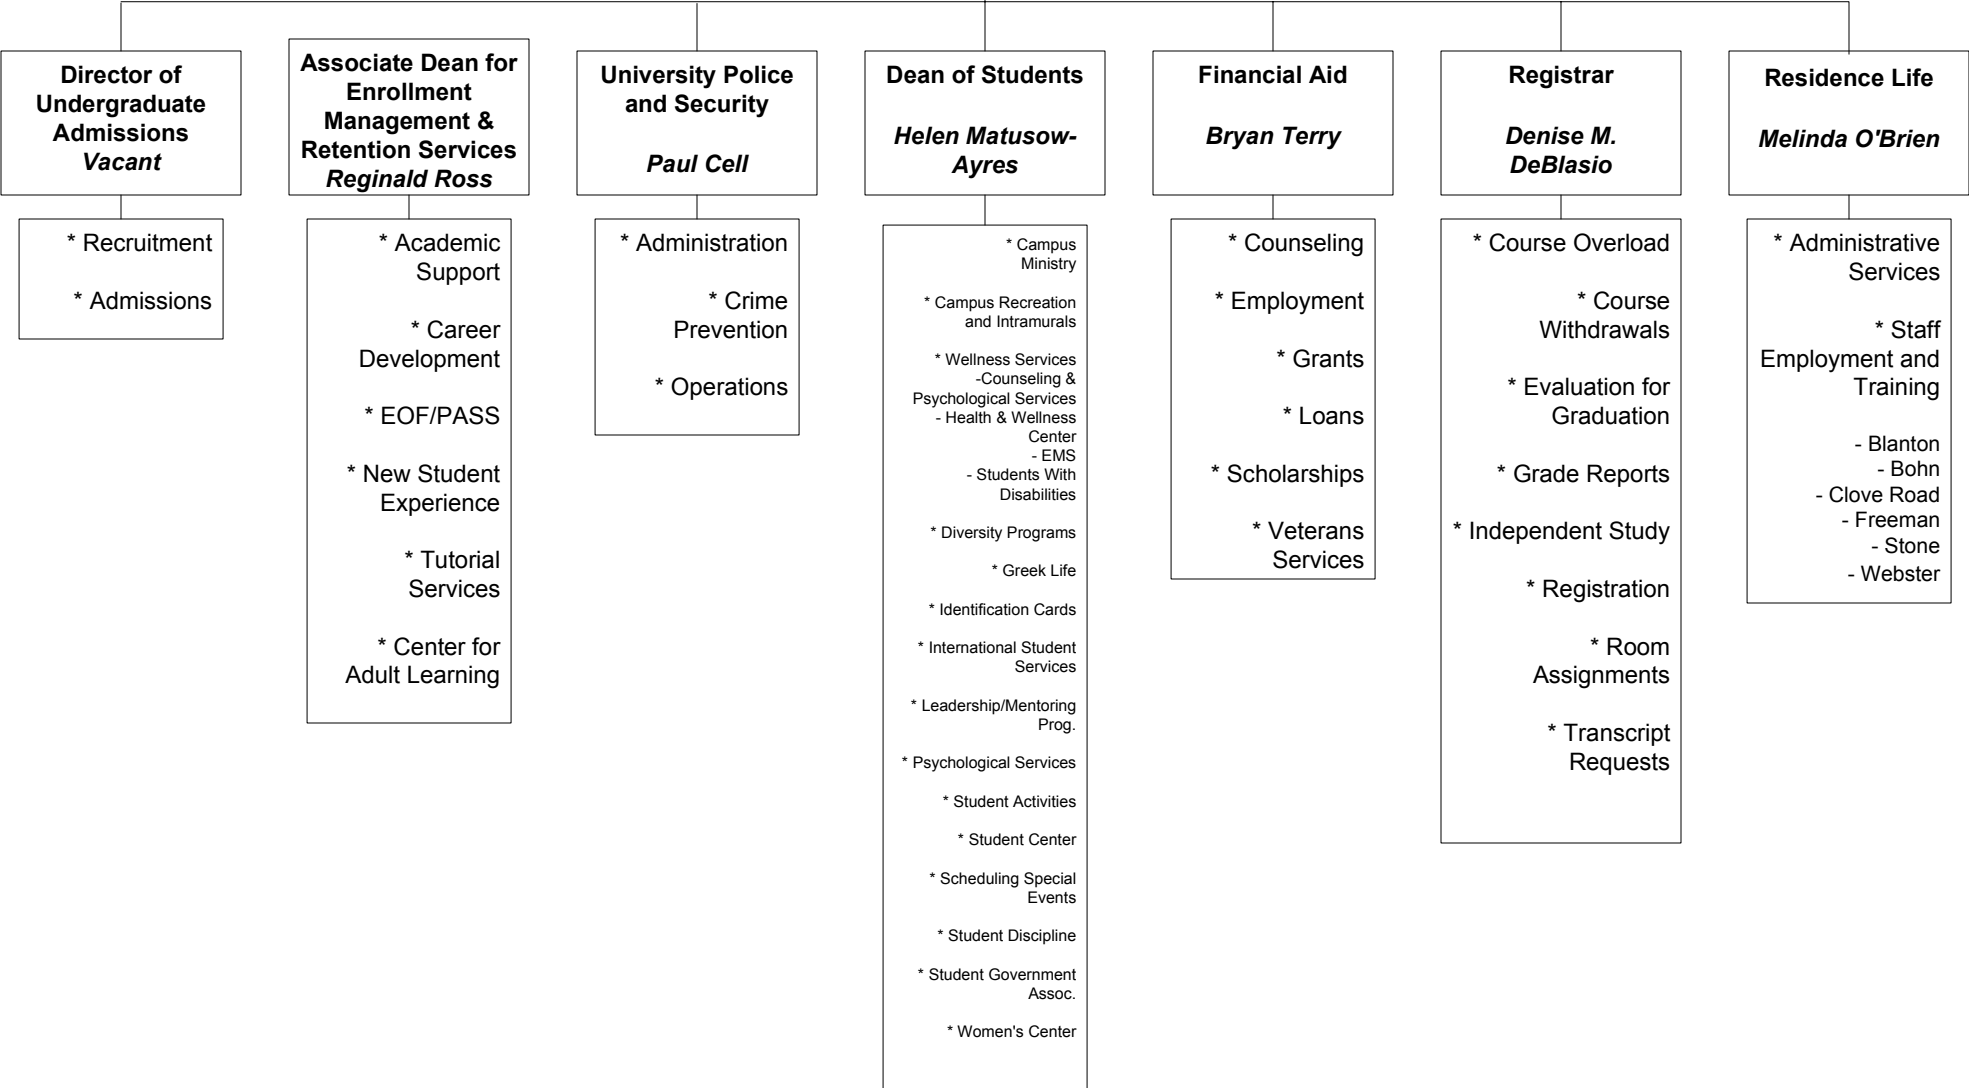 Director of
Undergraduate
Admissions
Vacant
* Recruitment
* Admissions
Associate Dean for
Enrollment
Management &
Retention Services
Reginald Ross
* Academic
Support
* Career
Development
* EOF/PASS
* New Student
Experience
* Tutorial
Services
* Center for
Adult Learning
University Police
and Security
Paul Cell
* Administration
* Crime
Prevention
* Operations
Dean of Students
Helen Matusow-
Ayres
* Campus
Ministry
* Campus Recreation
and Intramurals
* Wellness Services
-Counseling &
Psychological Services
- Health & Wellness
Center
- EMS
- Students With
Disabilities
* Diversity Programs
* Greek Life
* Identification Cards
* International Student
Services
* Leadership/Mentoring
Prog.
* Psychological Services
* Student Activities
* Student Center
* Scheduling Special
Events
* Student Discipline
* Student Government
Assoc.
* Women's Center
Financial Aid
Bryan Terry
* Counseling
* Employment
* Grants
* Loans
* Scholarships
* Veterans
Services
Registrar
Denise M.
DeBlasio
* Course Overload
* Course
Withdrawals
* Evaluation for
Graduation
* Grade Reports
* Independent Study
* Registration
* Room
Assignments
* Transcript
Requests
Residence Life
Melinda O'Brien
* Administrative
Services
* Staff
Employment and
Training
- Blanton
- Bohn
- Clove Road
- Freeman
- Stone
- Webster